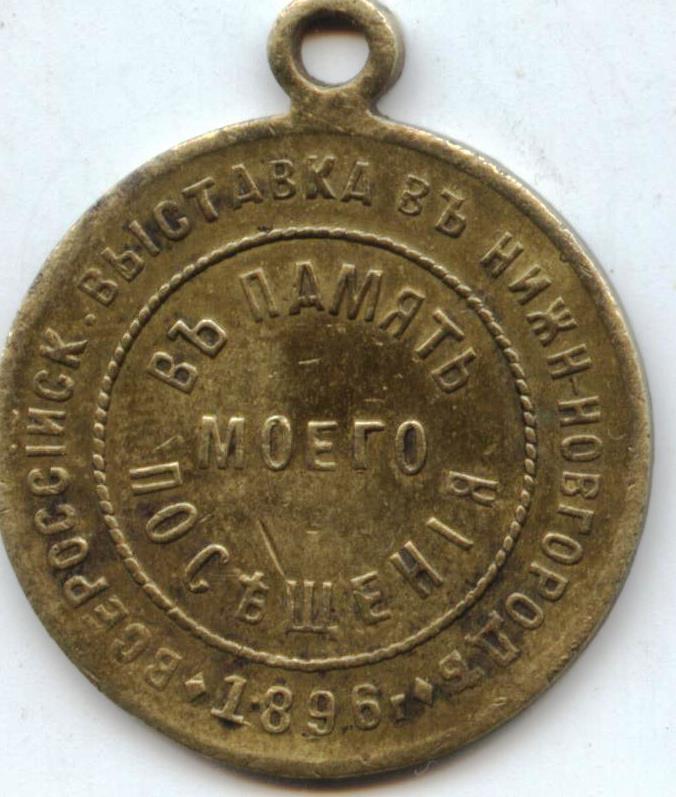 ВСЕРОССІЙСК. ВЫСТАВКА ВЪ НИЖН-НОВГОРОДѢ
1896 г.
ВЪ ПАМЯТЬ
МОЕГО
ПОСѢЩЕНІЯ